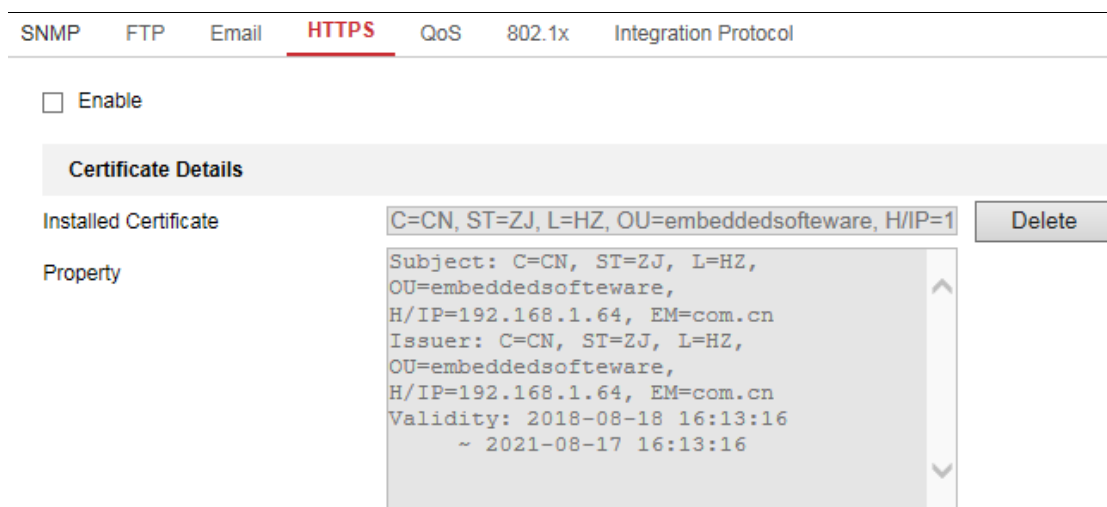 SNMP FTP Email HTTPS QoS 802.1x Integration Protocol
Enable
Certificate Details
Installed Certificate C=CN, ST=ZJ, L=HZ, OU=embeddedsofteware, H/IP=1 Delete
Property
Subject: C=CN, ST=ZJ, L=HZ,
OU=embeddedsofteware,
H/IP=192.168.1.64, EM=com.cn
Issuer: C=CN, ST=ZJ, L=HZ,
OU=embeddedsofteware,
H/IP=192.168.1.64, EM=com.cn
Validity: 2018-08-18 16:13:16
~ 2021-08-17 16:13:16